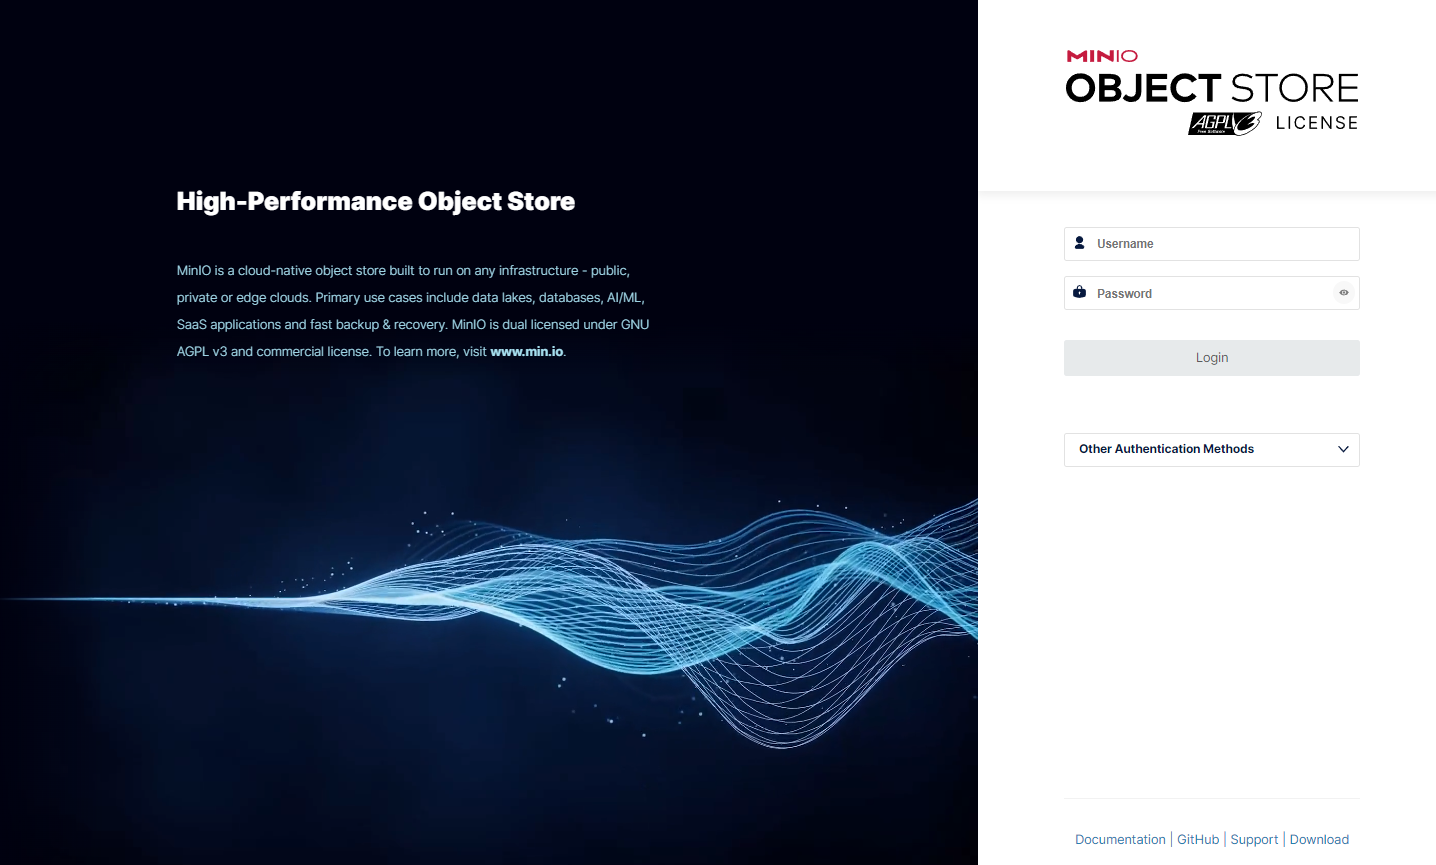 High-Performance Object Store
MinIO is a cloud-native object store built to run on any infrastructure - public,
private or edge clouds. Primary use cases include data lakes, databases, AI/ML,
SaaS applications and fast backup & recovery. MinIO is dual licensed under GNU
AGPL v3 and commercial license. To learn more, visit www.min.io.
MINIO
OBJECT STORE
AGPL
Free Software
LICENSE
Username
Password
Login
Other Authentication Methods
Documentation | GitHub | Support | Download